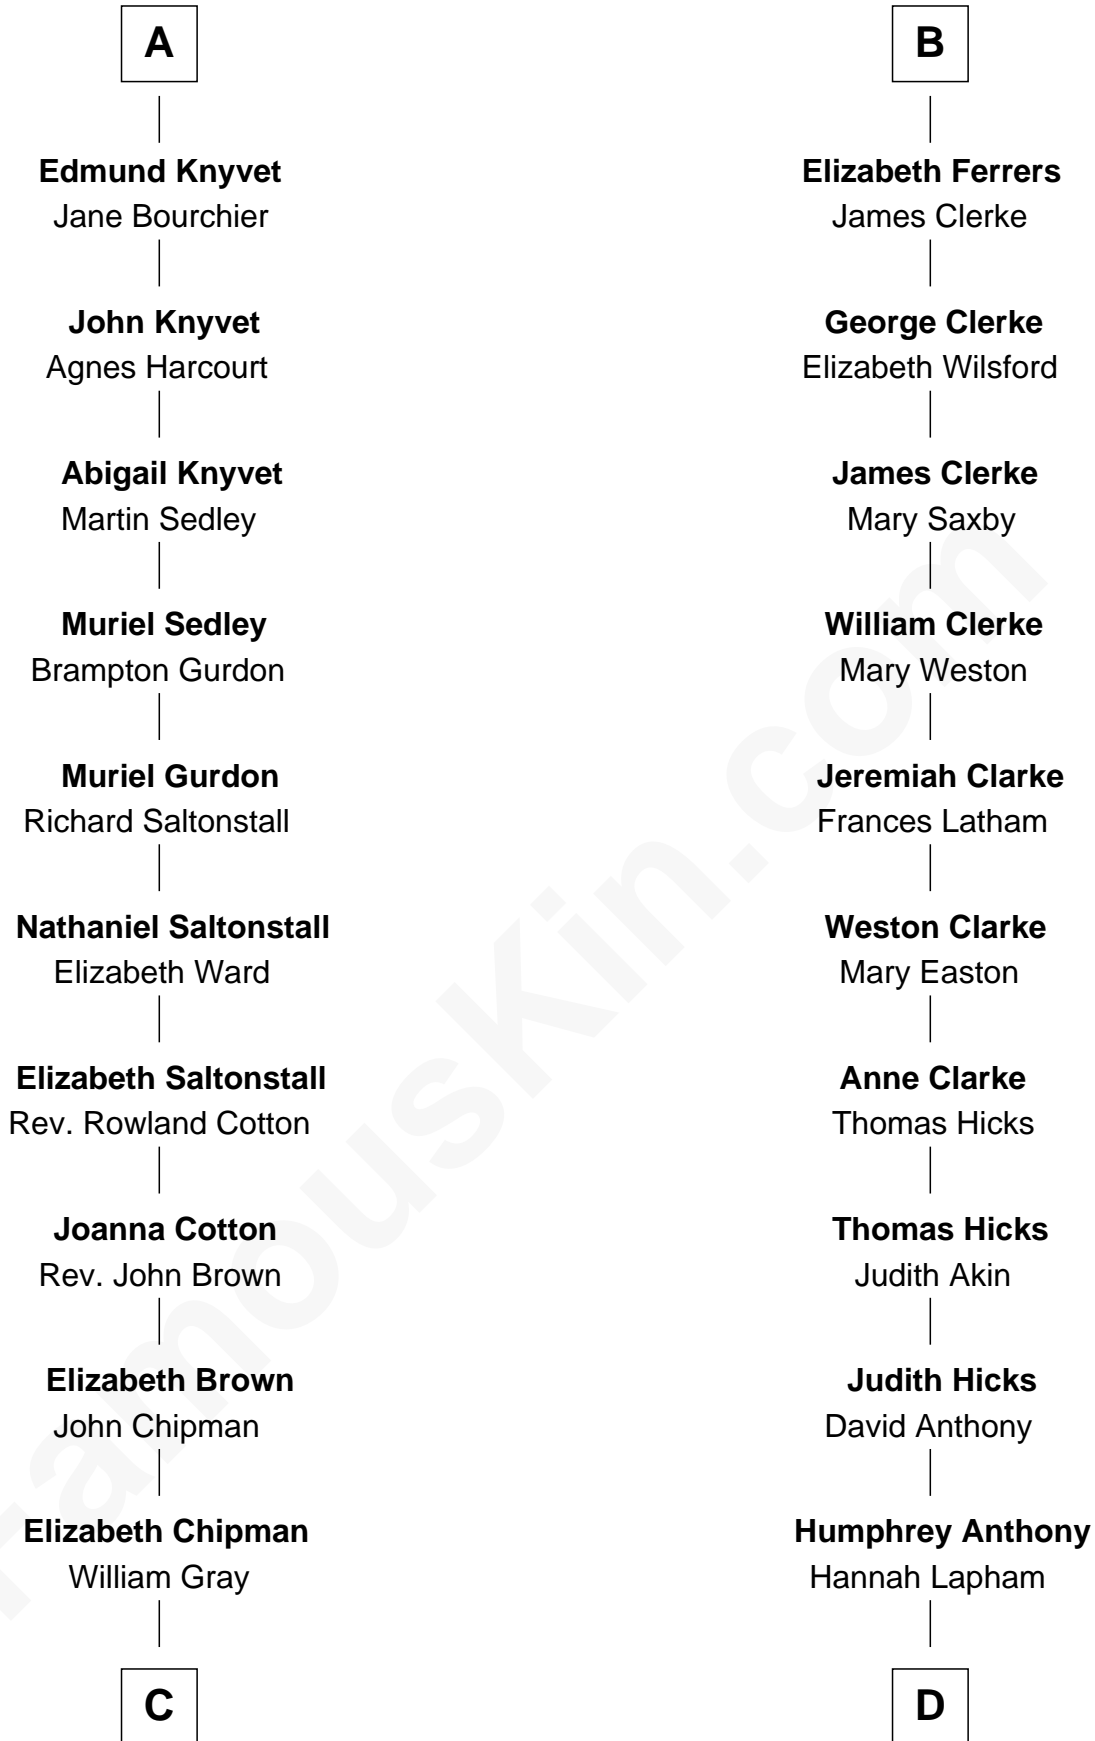 A
Edmund Knyvet
Jane Bourchier
John Knyvet
Agnes Harcourt
Abigail Knyvet
Martin Sedley
Muriel Sedley
Brampton Gurdon
Muriel Gurdon
Richard Saltonstall
Nathaniel Saltonstall
Elizabeth Ward
Elizabeth Saltonstall
Rev. Rowland Cotton
Joanna Cotton
Rev. John Brown
Elizabeth Brown
John Chipman
Elizabeth Chipman
William Gray
C
B
Elizabeth Ferrers
James Clerke
George Clerke
Elizabeth Wilsford
James Clerke
Mary Saxby
William Clerke
Mary Weston
Jeremiah Clarke
Frances Latham
Weston Clarke
Mary Easton
Anne Clarke
Thomas Hicks
Thomas Hicks
Judith Akin
Judith Hicks
David Anthony
Humphrey Anthony
Hannah Lapham
D
FamousKin.com